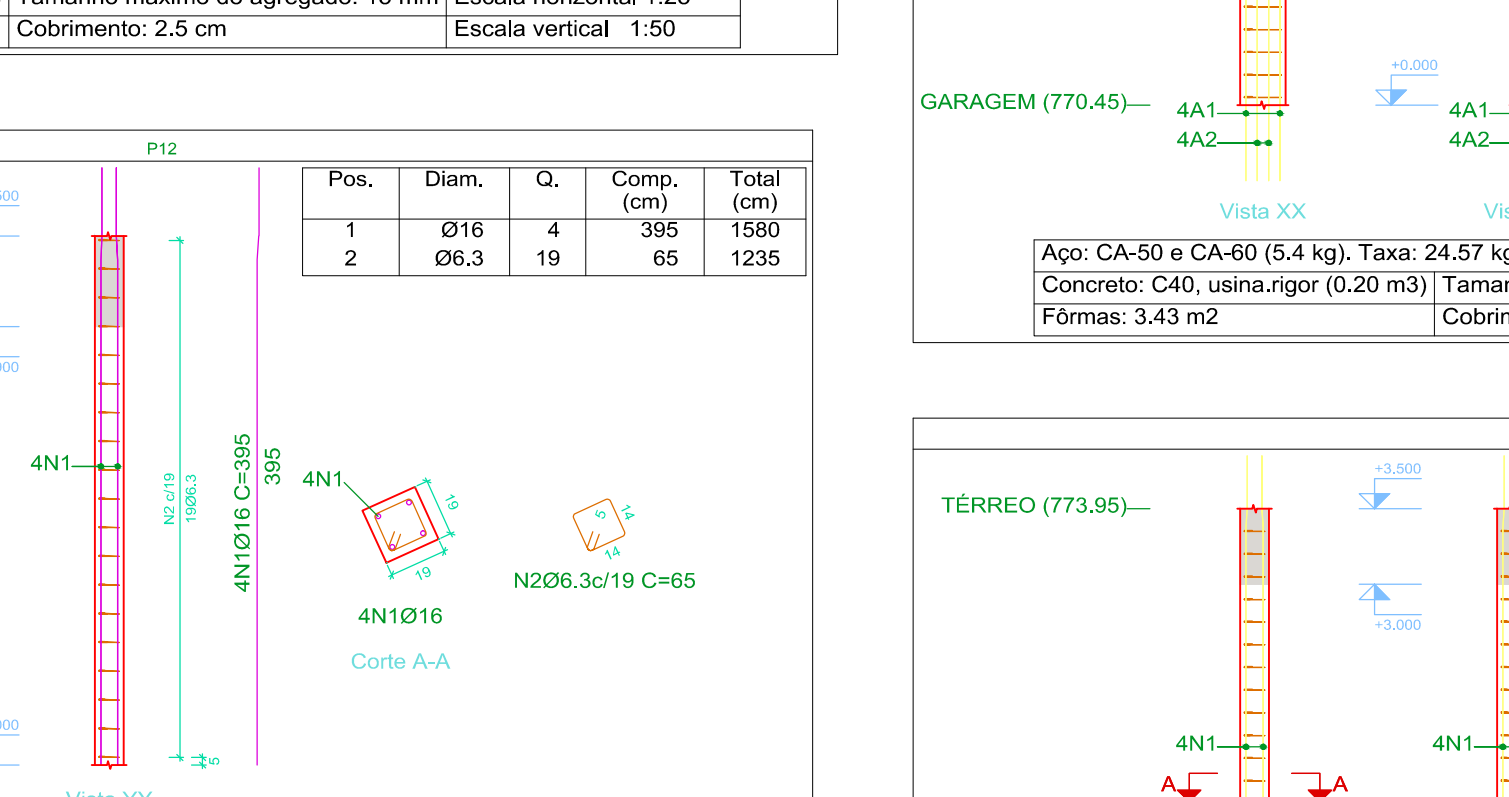 Cobrimento: 2.5 cm
Escala vertical 1:50
P12
Pos. Diam. Q. Comp. (cm) Total (cm)
1 Ø16 4 395 1580
2 Ø6.3 19 65 1235
4N1
N2 c/19
19Ø6.3
5
4N1Ø16 C=395
395
4N1
19
19
4N1Ø16
Corte A-A
5
14
14
N2Ø6.3c/19 C=65
GARAGEM (770.45)
4A1
4A2
+0.000
4A1
4A2
Vista XX
Aço: CA-50 e CA-60 (5.4 kg). Taxa: 24.57
Concreto: C40, usina.rigor (0.20 m3)
Fôrmas: 3.43 m2
TÉRREO (773.95)
+3.500
+3.000
4N1
4N1
A
A